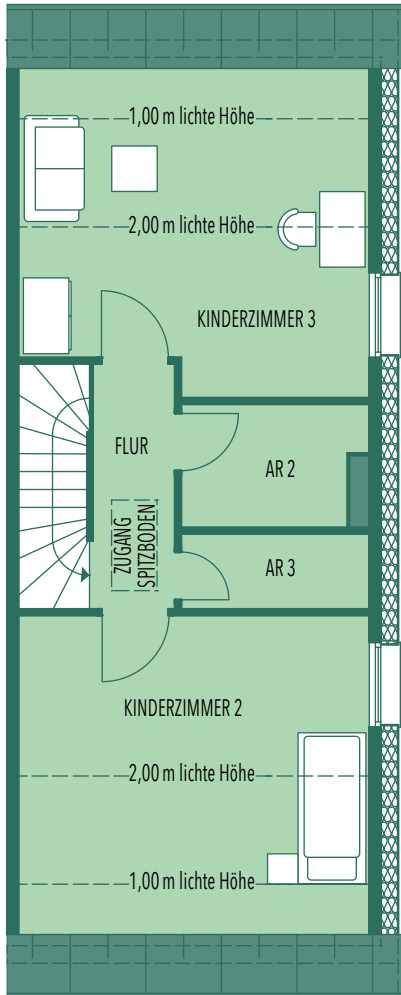 1,00 m lichte Höhe
2,00 m lichte Höhe
KINDERZIMMER 3
FLUR
AR 2
ZUGANG
SPITZBODEN
AR 3
KINDERZIMMER 2
2,00 m lichte Höhe
1,00 m lichte Höhe